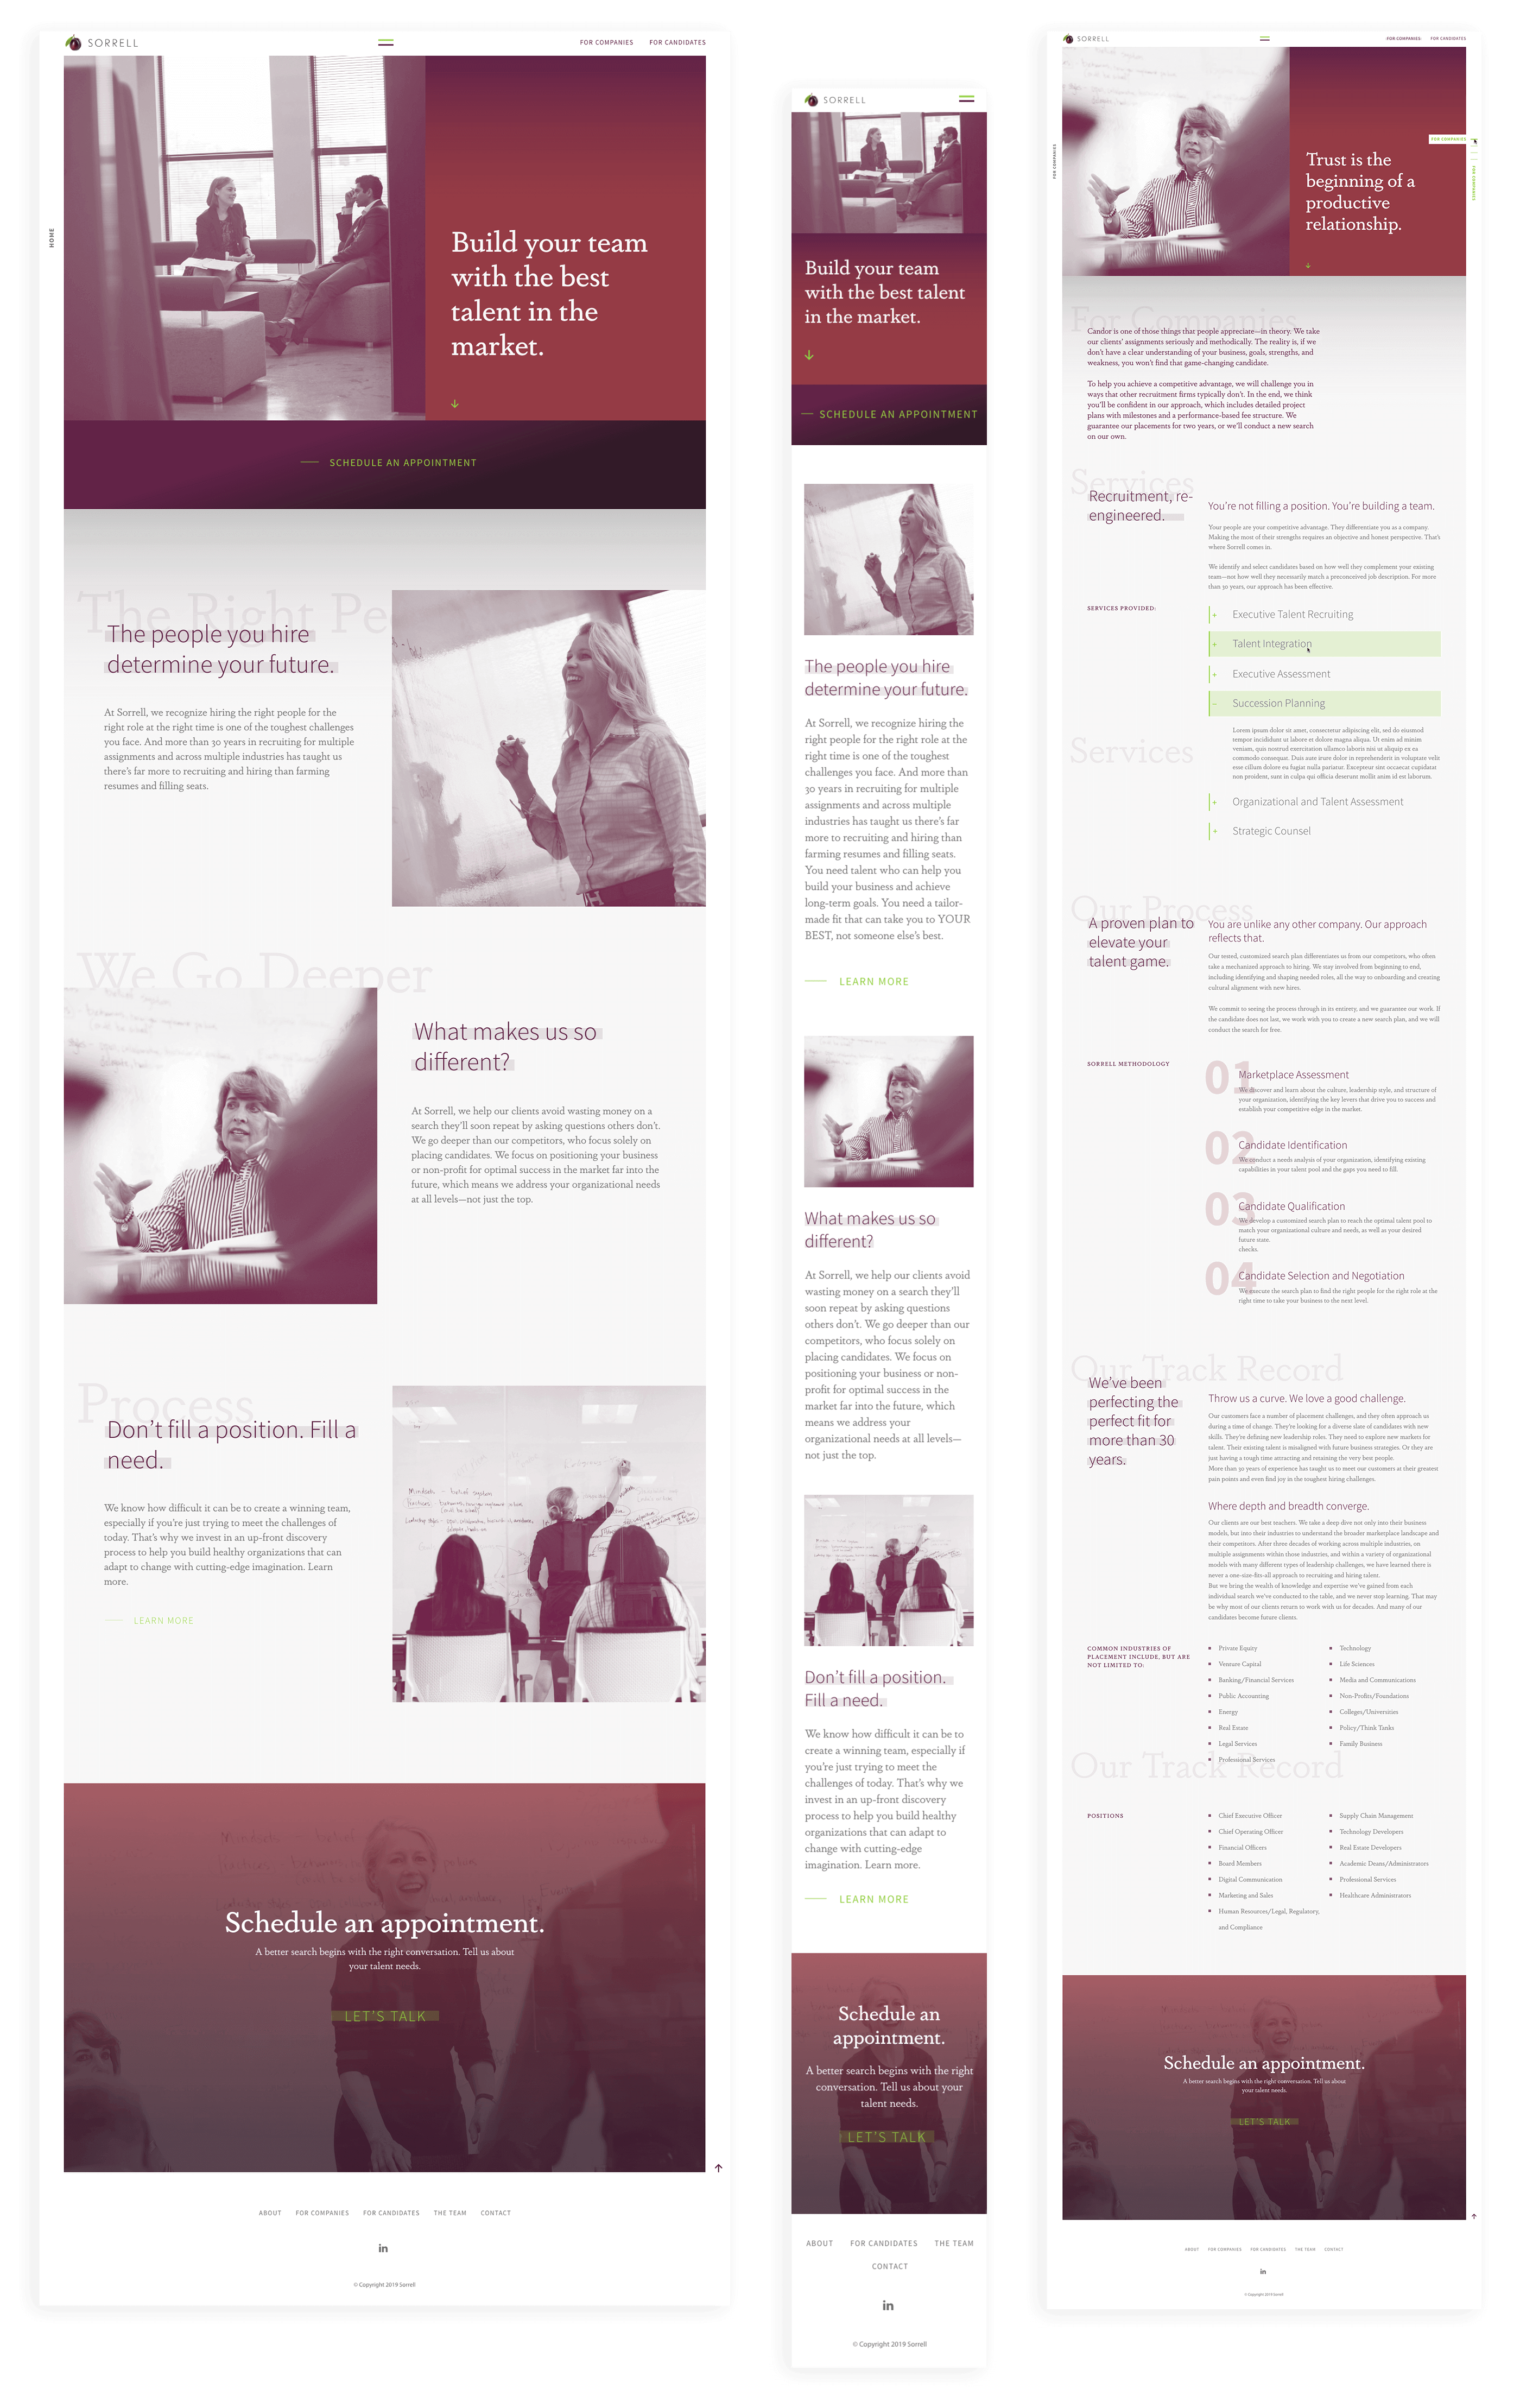 SORRELL
FOR COMPANIES
FOR CANDIDATES
HOME
Build your team
with the best
talent in the
market.
SCHEDULE AN APPOINTMENT
The Right Pe
The people you hire
determine your future.
At Sorrell, we recognize hiring the right people for the
right role at the right time is one of the toughest challenges
you face. And more than 30 years in recruiting for multiple
assignments and across multiple industries has taught us
there's far more to recruiting and hiring than farming
resumes and filling seats.
We Go Deeper
What makes us so
different?
At Sorrell, we help our clients avoid wasting money on a
search they'll soon repeat by asking questions others don't.
We go deeper than our competitors, who focus solely on
placing candidates. We focus on positioning your business
or non-profit for optimal success in the market far into the
future, which means we address your organizational needs
at all levels—not just the top.
Process
Don't fill a position. Fill a
need.
We know how difficult it can be to create a winning team,
especially if you're just trying to meet the challenges of
today. That's why we invest in an up-front discovery
process to help you build healthy organizations that can
adapt to change with cutting-edge imagination. Learn
more.
LEARN MORE
Schedule an appointment.
A better search begins with the right conversation. Tell us about
your talent needs.
LET'S TALK
ABOUT
FOR COMPANIES
FOR CANDIDATES
THE TEAM
CONTACT
in
© Copyright 2019 Sorrell
SORRELL
Build your team
with the best talent
in the market.
SCHEDULE AN APPOINTMENT
The people you hire
determine your future.
At Sorrell, we recognize hiring the
right people for the right role at the
right time is one of the toughest
challenges you face. And more than
30 years in recruiting for multiple
assignments and across multiple
industries has taught us there's far
more to recruiting and hiring than
farming resumes and filling seats.
You need talent who can help you
build your business and achieve
long-term goals. You need a tailor-
made fit that can take you to YOUR
BEST, not someone else's best.
LEARN MORE
What makes us so
different?
At Sorrell, we help our clients avoid
wasting money on a search they'll
soon repeat by asking questions
others don't. We go deeper than our
competitors, who focus solely on
placing candidates. We focus on
positioning your business or non-
profit for optimal success in the
market far into the future, which
means we address your
organizational needs at all levels—
not just the top.
Don't fill a position.
Fill a need.
We know how difficult it can be to
create a winning team, especially if
you're just trying to meet the
challenges of today. That's why we
invest in an up-front discovery
process to help you build healthy
organizations that can adapt to
change with cutting-edge
imagination. Learn more.
LEARN MORE
Schedule an
appointment.
A better search begins with the right
conversation. Tell us about your
talent needs.
LET'S TALK
ABOUT
FOR CANDIDATES
THE TEAM
CONTACT
in
© Copyright 2019 Sorrell
SORRELL
FOR COMPANIES
FOR CANDIDATES
FOR COMPANIES
FOR COMPANIES
FOR COMPANIES
Trust is the
beginning of a
productive
relationship.
For Companies
Candor is one of those things that people appreciate—in theory. We take
our clients' assignments seriously and methodically. The reality is, if we
don't have a clear understanding of your business, goals, strengths, and
weakness, you won't find that game-changing candidate.
To help you achieve a competitive advantage, we will challenge you in
ways that other recruitment firms typically don't. In the end, we think
you'll be confident in our approach, which includes detailed project
plans with milestones and a performance-based fee structure. We
guarantee our placements for two years, or we'll conduct a new search
on our own.
Services
Recruitment, re-
engineered.
You're not filling a position. You're building a team.
Your people are your competitive advantage. They differentiate you as a company.
Making the most of their strengths requires an objective and honest perspective. That's
where Sorrell comes in.
We identify and select candidates based on how well they complement your existing
team—not how well they necessarily match a preconceived job description. For more
than 30 years, our approach has been effective.
SERVICES PROVIDED:
+ Executive Talent Recruiting
+ Talent Integration
+ Executive Assessment
– Succession Planning
Services
Lorem ipsum dolor sit amet, consectetur adipiscing elit, sed do eiusmod
tempor incididunt ut labore et dolore magna aliqua. Ut enim ad minim
veniam, quis nostrud exercitation ullamco laboris nisi ut aliquip ex ea
commodo consequat. Duis aute irure dolor in reprehenderit in voluptate velit
esse cillum dolore eu fugiat nulla pariatur. Excepteur sint occaecat cupidatat
non proident, sunt in culpa qui officia deserunt mollit anim id est laborum.
+ Organizational and Talent Assessment
+ Strategic Counsel
Our Process
A proven plan to
elevate your
talent game.
You are unlike any other company. Our approach
reflects that.
Our tested, customized search plan differentiates us from our competitors, who often
take a mechanized approach to hiring. We stay involved from beginning to end,
including identifying and shaping needed roles, all the way to onboarding and creating
cultural alignment with new hires.
We commit to seeing the process through in its entirety, and we guarantee our work. If
the candidate does not last, we work with you to create a new search plan, and we will
conduct the search for free.
SORRELL METHODOLOGY
01
Marketplace Assessment
We discover and learn about the culture, leadership style, and structure of
your organization, identifying the key levers that drive you to success and
establish your competitive edge in the market.
02
Candidate Identification
We conduct a needs analysis of your organization, identifying existing
capabilities in your talent pool and the gaps you need to fill.
03
Candidate Qualification
We develop a customized search plan to reach the optimal talent pool to
match your organizational culture and needs, as well as your desired
future state.
checks.
04
Candidate Selection and Negotiation
We execute the search plan to find the right people for the right role at the
right time to take your business to the next level.
Our Track Record
We've been
perfecting the
perfect fit for
more than 30
years.
Throw us a curve. We love a good challenge.
Our customers face a number of placement challenges, and they often approach us
during a time of change. They're looking for a diverse slate of candidates with new
skills. They're defining new leadership roles. They need to explore new markets for
talent. Their existing talent is misaligned with future business strategies. Or they are
just having a tough time attracting and retaining the very best people.
More than 30 years of experience has taught us to meet our customers at their greatest
pain points and even find joy in the toughest hiring challenges.
Where depth and breadth converge.
Our clients are our best teachers. We take a deep dive not only into their business
models, but into their industries to understand the broader marketplace landscape and
their competitors. After three decades of working across multiple industries, on
multiple assignments within those industries, and within a variety of organizational
models with many different types of leadership challenges, we have learned there is
never a one-size-fits-all approach to recruiting and hiring talent.
But we bring the wealth of knowledge and expertise we've gained from each
individual search we've conducted to the table, and we never stop learning. That may
be why most of our clients return to work with us for decades. And many of our
candidates become future clients.
COMMON INDUSTRIES OF
PLACEMENT INCLUDE, BUT ARE
NOT LIMITED TO:
Private Equity
Venture Capital
Banking/Financial Services
Public Accounting
Energy
Real Estate
Legal Services
Professional Services
Technology
Life Sciences
Media and Communications
Non-Profits/Foundations
Colleges/Universities
Policy/Think Tanks
Family Business
Our Track Record
POSITIONS
Chief Executive Officer
Chief Operating Officer
Financial Officers
Board Members
Digital Communication
Marketing and Sales
Human Resources/Legal, Regulatory,
and Compliance
Supply Chain Management
Technology Developers
Real Estate Developers
Academic Deans/Administrators
Professional Services
Healthcare Administrators
Schedule an appointment.
A better search begins with the right conversation. Tell us about
your talent needs.
LET'S TALK
ABOUT
FOR COMPANIES
FOR CANDIDATES
THE TEAM
CONTACT
in
© Copyright 2019 Sorrell